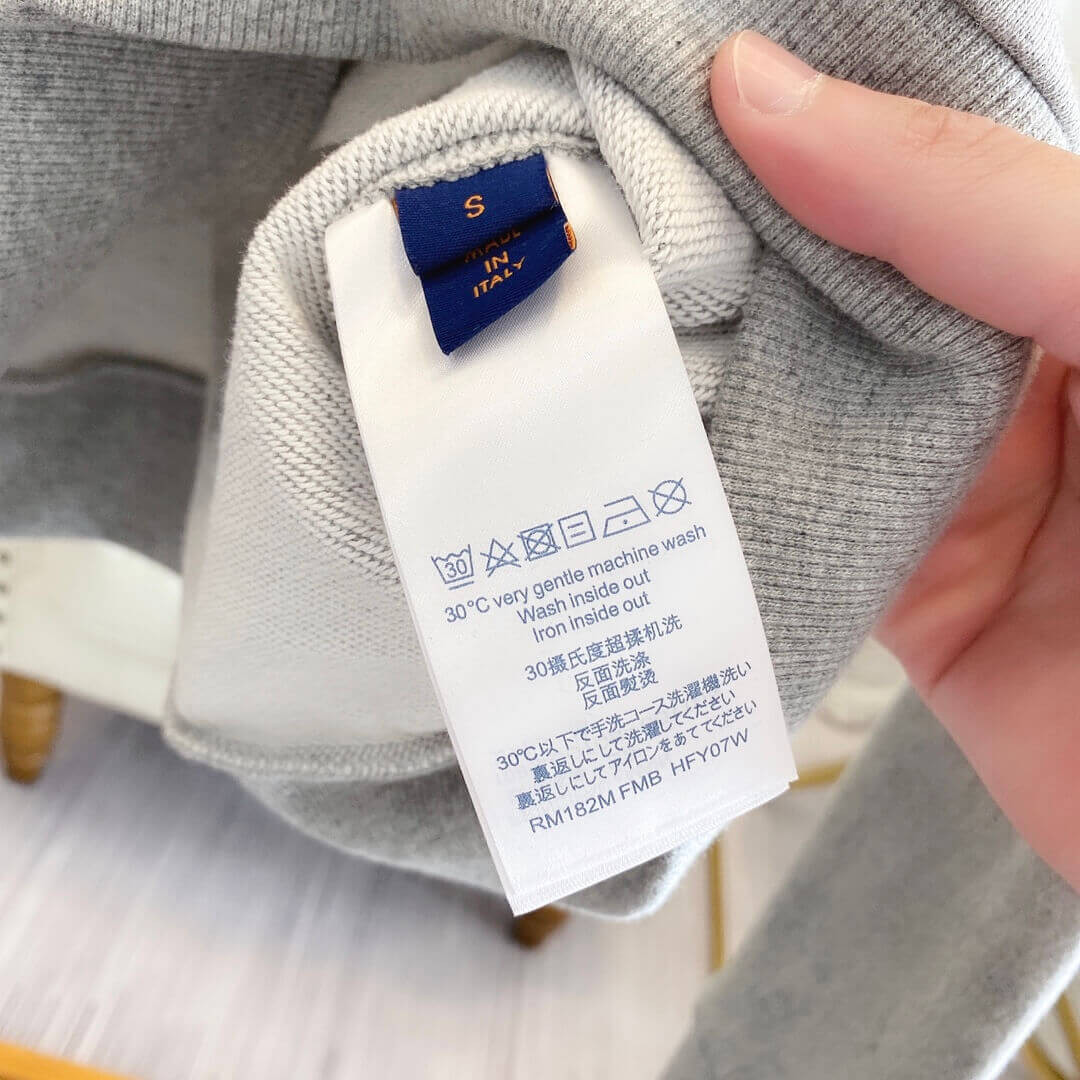 S
MADE
IN
ITALY
30
30°C very gentle machine wash
Wash inside out
Iron inside out
30摄氏度超揉机洗
反面洗涤
反面熨烫
30℃以下で手洗コース洗濯機洗い
裏返しにして洗濯してください
裏返しにしてアイロンをあててください
RM182M FMB HFY07W